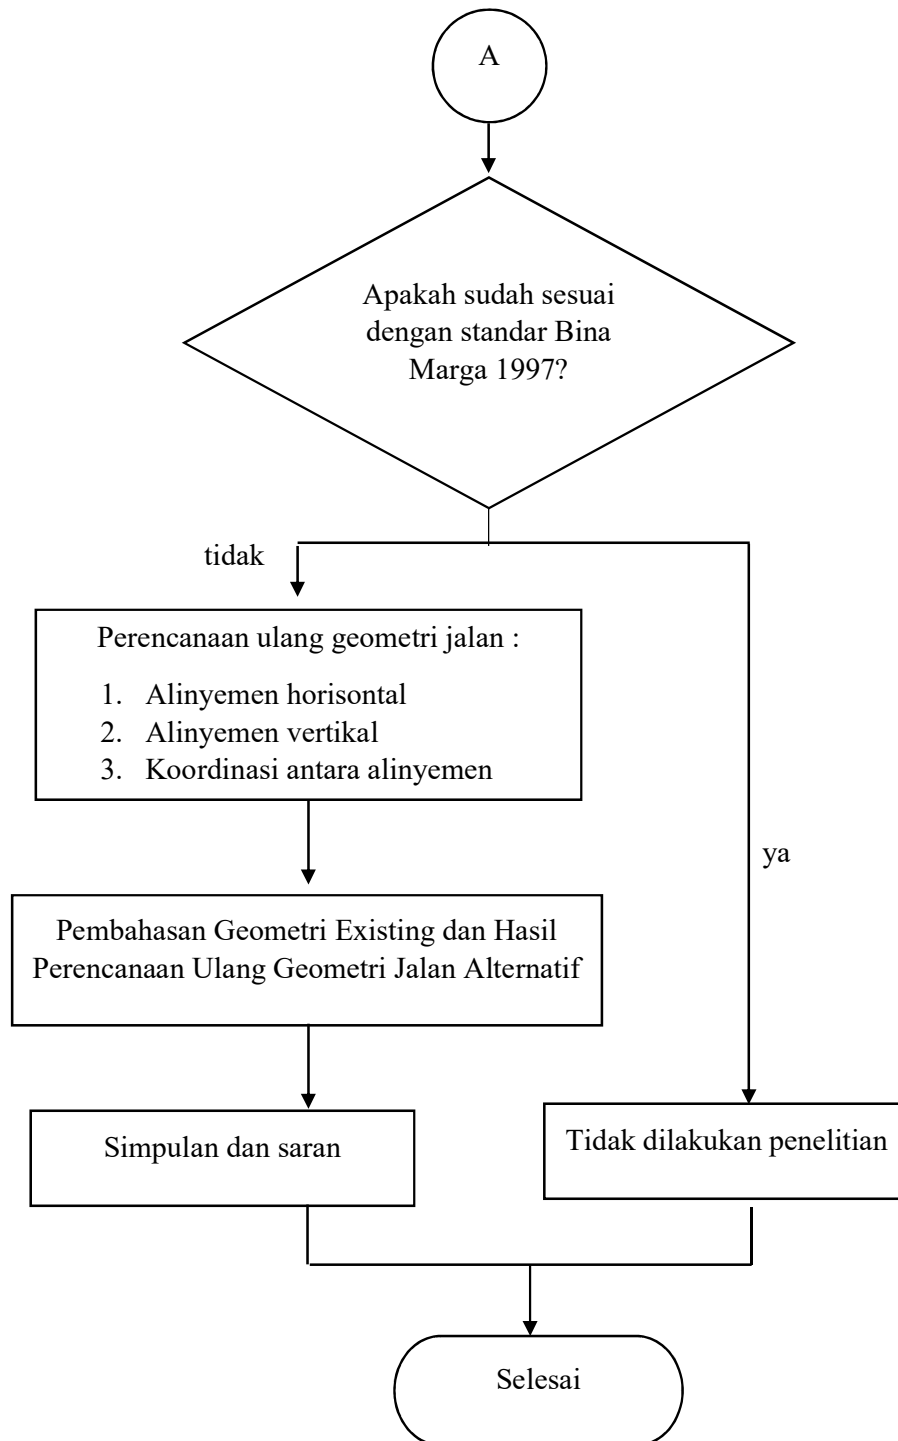 A
Apakah sudah sesuai
dengan standar Bina
Marga 1997?
tidak
Perencanaan ulang geometri jalan :
1. Alinyemen horisontal
2. Alinyemen vertikal
3. Koordinasi antara alinyemen
ya
Pembahasan Geometri Existing dan Hasil
Perencanaan Ulang Geometri Jalan Alternatif
Simpulan dan saran
Tidak dilakukan penelitian
Selesai